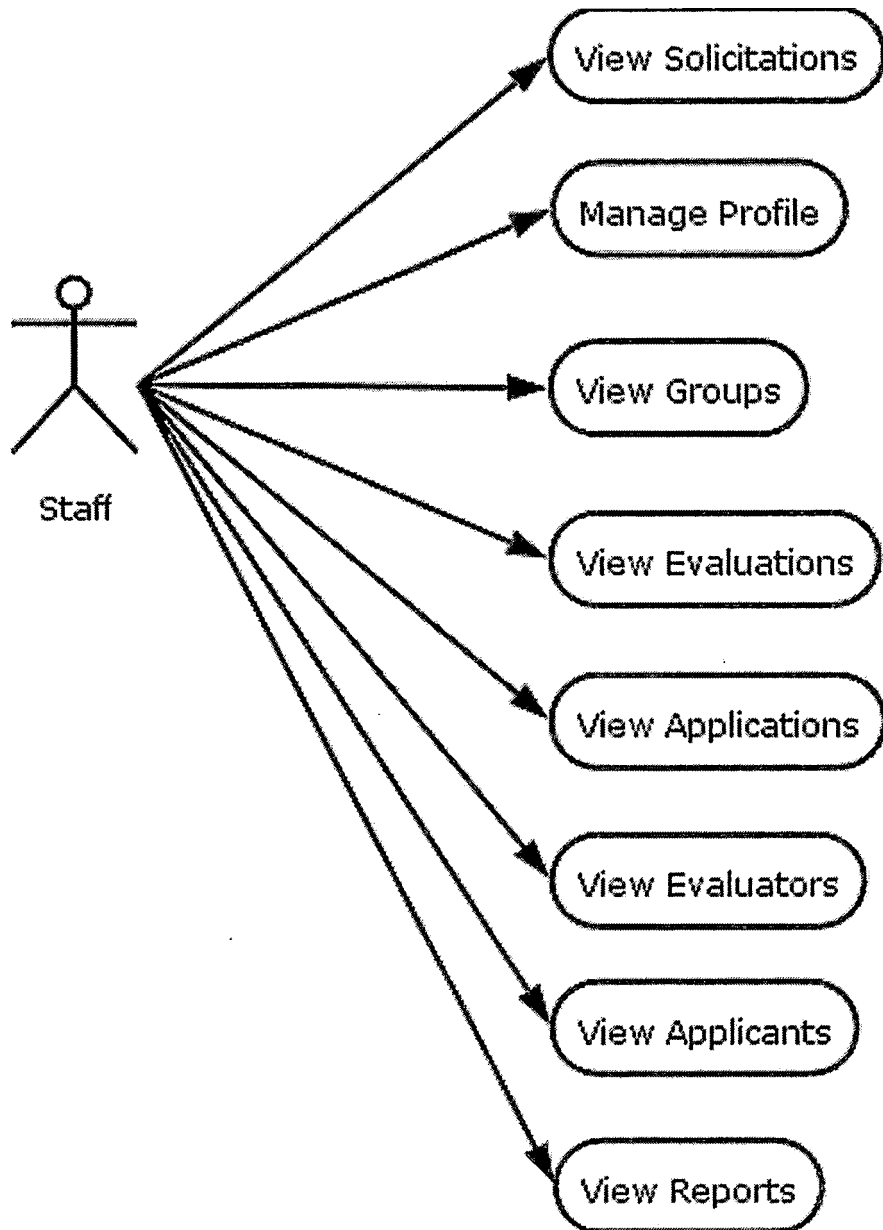 View Solicitations
Manage Profile
View Groups
Staff
View Evaluations
View Applications
View Evaluators
View Applicants
View Reports